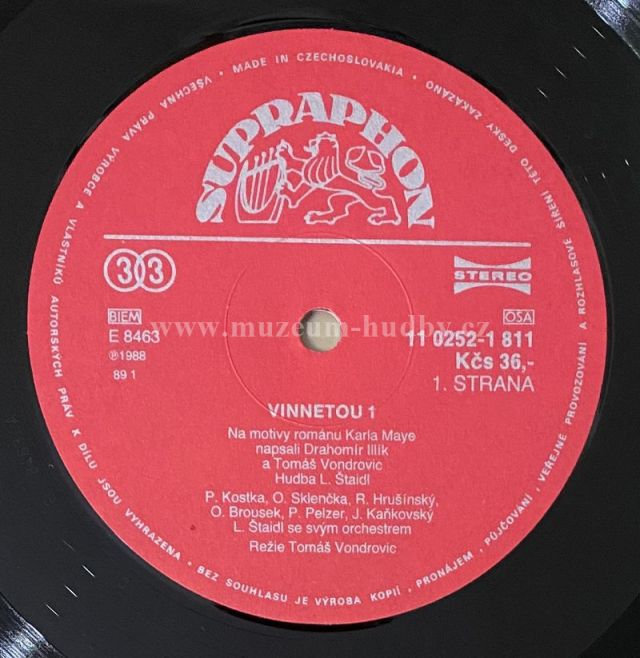 VŠECHNA PRÁVA VÝROBCE A VLASTNÍKŮ AUTORSKÝCH PRÁV K DÍLU JSOU VYHRAZENA • BEZ SOUHLASU JE VÝROBA KOPIÍ, PRONÁJEM, PŮJČOVÁNÍ, VEŘEJNÉ PROVOZOVÁNÍ A ROZHLASOVÉ ŠÍŘENÍ TÉTO DESKY ZAKÁZÁNO • MADE IN CZECHOSLOVAKIA •
SUPRAPHON
33
STEREO
BIEM
OSA
www.muzeum-hudby.cz
E 8463
11 0252-1 811
℗1988
Kčs 36,-
89 1
1. STRANA
VINNETOU 1
Na motivy románu Karla Maye
napsali Drahomír Illík
a Tomáš Vondrovic
Hudba L. Štaidl
P. Kostka, O. Sklenčka, R. Hrušínský,
O. Brousek, P. Pelzer, J. Kaňkovský
L. Štaidl se svým orchestrem
Režie Tomáš Vondrovic